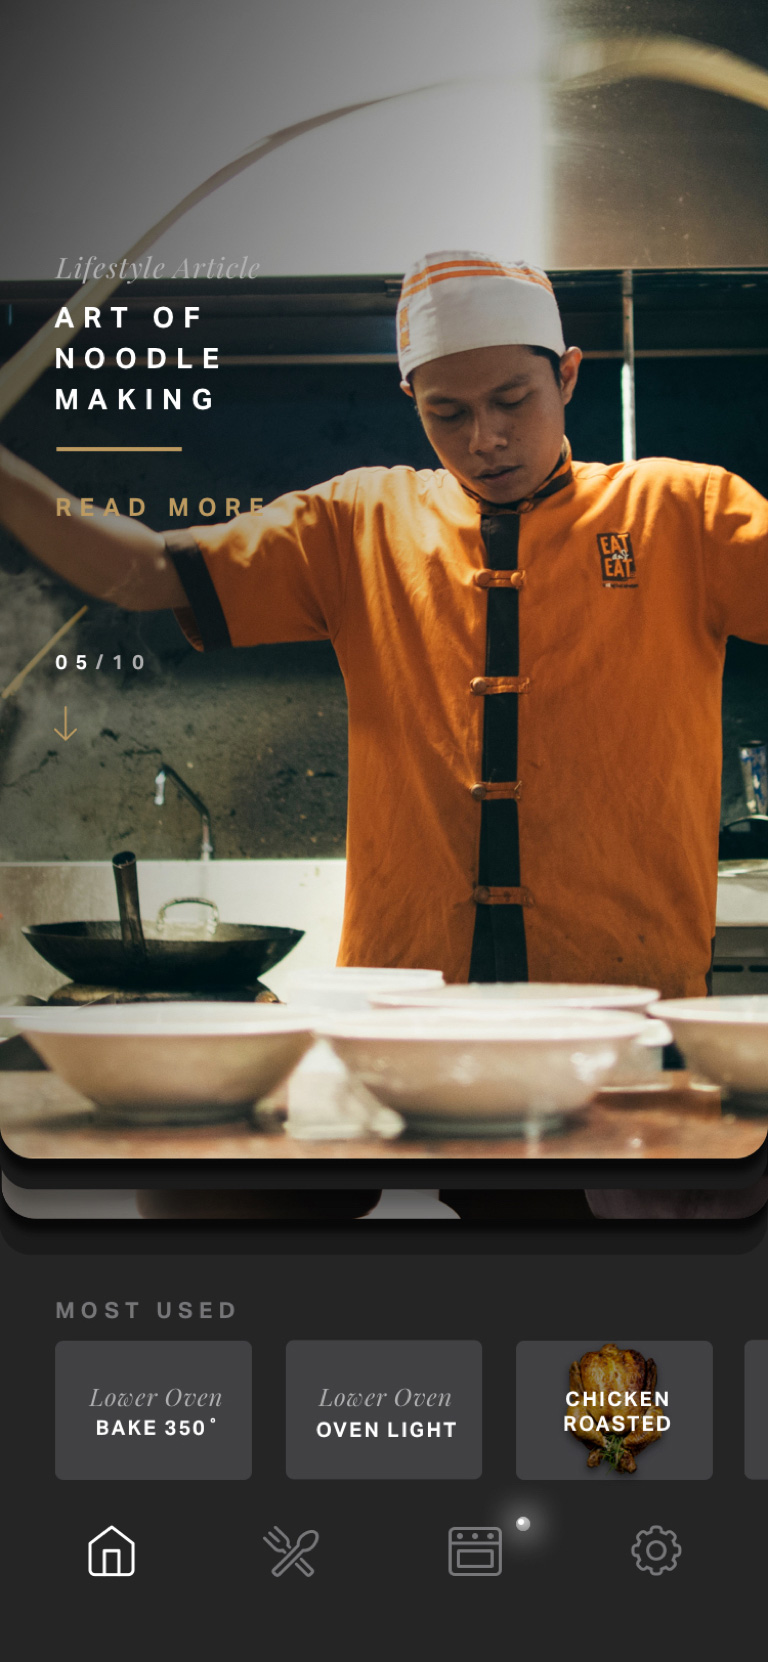 Lifestyle Article
ART OF
NOODLE
MAKING
READ MORE
EAT
and
EAT
05/10
MOST USED
Lower Oven
BAKE 350°
Lower Oven
OVEN LIGHT
CHICKEN
ROASTED